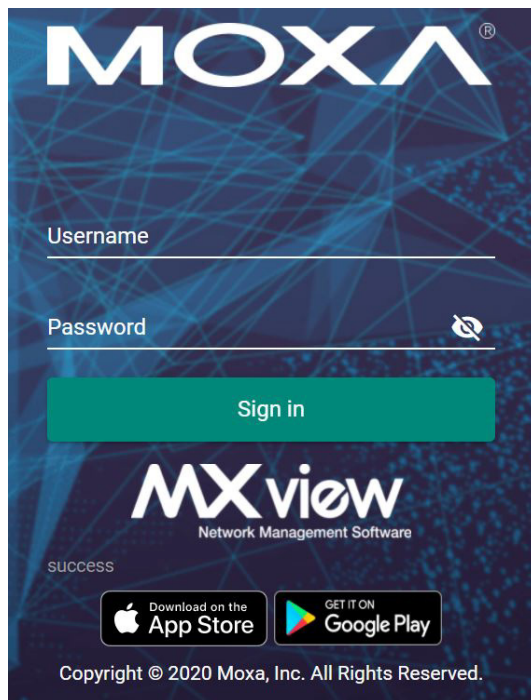 MOXA®
Username
Password
Sign in
MXview
Network Management Software
success
Download on the
App Store
GET IT ON
Google Play
Copyright © 2020 Moxa, Inc. All Rights Reserved.